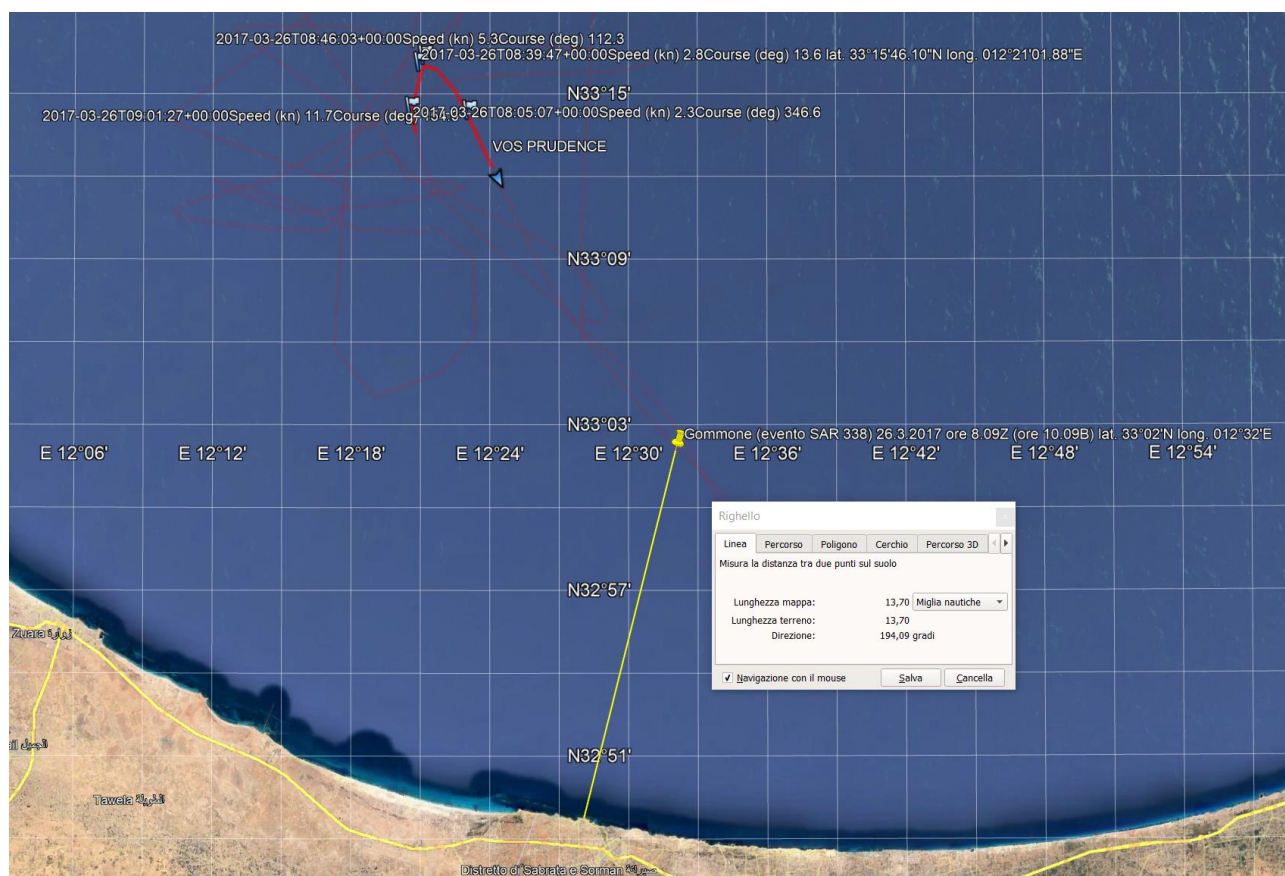 2017-03-26T08:46:03+00:00Speed (kn) 5.3Course (deg) 112.3
2017-03-26T08:39:47+00:00Speed (kn) 2.8Course (deg) 13.6 lat. 33°15'46.10"N long. 012°21'01.88"E
N33°15'
2017-03-26T09:01:27+00:00Speed (kn) 11.7Course (deg)
2017-03-26T08:05:07+00:00Speed (kn) 2.3Course (deg) 346.6
VOS PRUDENCE
N33°09'
N33°03'
Gommone (evento SAR 338) 26.3.2017 ore 8.09Z (ore 10.09B) lat. 33°02'N long. 012°32'E
E 12°06' E 12°12' E 12°18' E 12°24' E 12°30' E 12°36' E 12°42' E 12°48' E 12°54'
Righello
Linea Percorso Poligono Cerchio Percorso 3D
Misura la distanza tra due punti sul suolo
N32°57'
Lunghezza mappa: 13,70 Miglia nautiche
Lunghezza terreno: 13,70
Direzione: 194,09 gradi
Zuara زوارة
Navigazione con il mouse Salva Cancella
الجميل
N32°51'
Tawela الطويلة
Distretto di Sabrata e Sorman